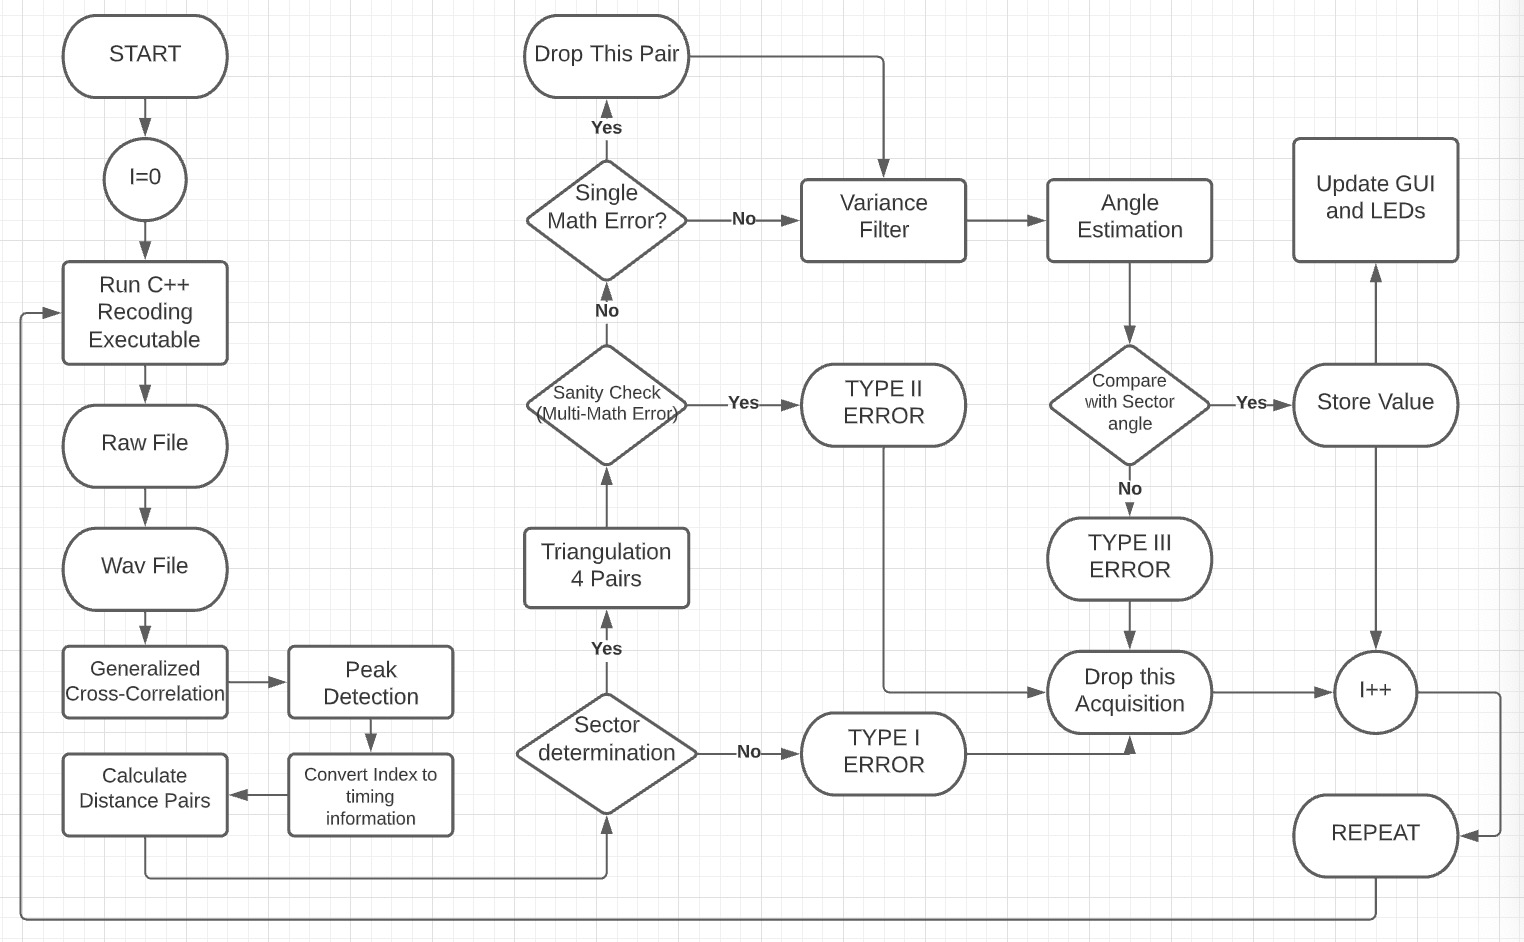 START
I=0
Run C++
Recoding
Executable
Raw File
Wav File
Generalized
Cross-Correlation
Peak
Detection
Convert Index to
timing
information
Calculate
Distance Pairs
Sector
determination
No
TYPE I
ERROR
Yes
Triangulation
4 Pairs
Sanity Check
(Multi-Math Error)
Yes
TYPE II
ERROR
No
Single
Math Error?
Yes
Drop This Pair
No
Variance
Filter
Angle
Estimation
Compare
with Sector
angle
No
TYPE III
ERROR
Drop this
Acquisition
Yes
Store Value
Update GUI
and LEDs
I++
REPEAT